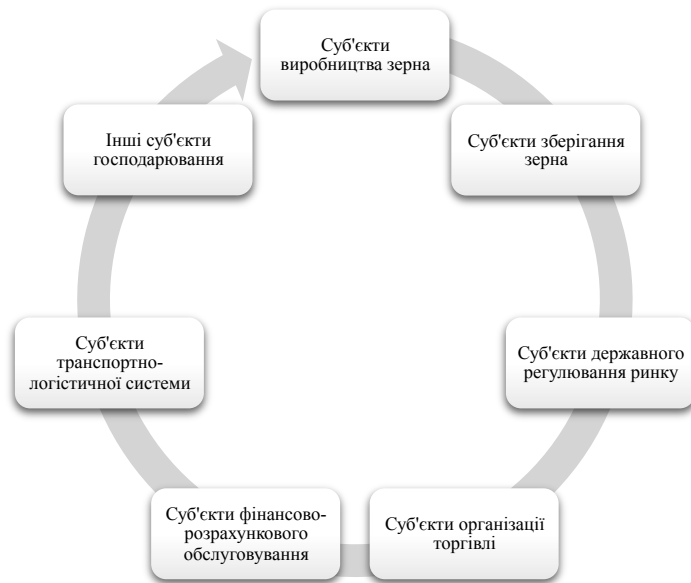 Суб'єкти
виробництва зерна
Суб'єкти зберігання
зерна
Суб'єкти державного
регулювання ринку
Суб'єкти організації
торгівлі
Суб'єкти фінансово-
розрахункового
обслуговування
Суб'єкти
транспортно-
логістичної системи
Інші суб'єкти
господарювання